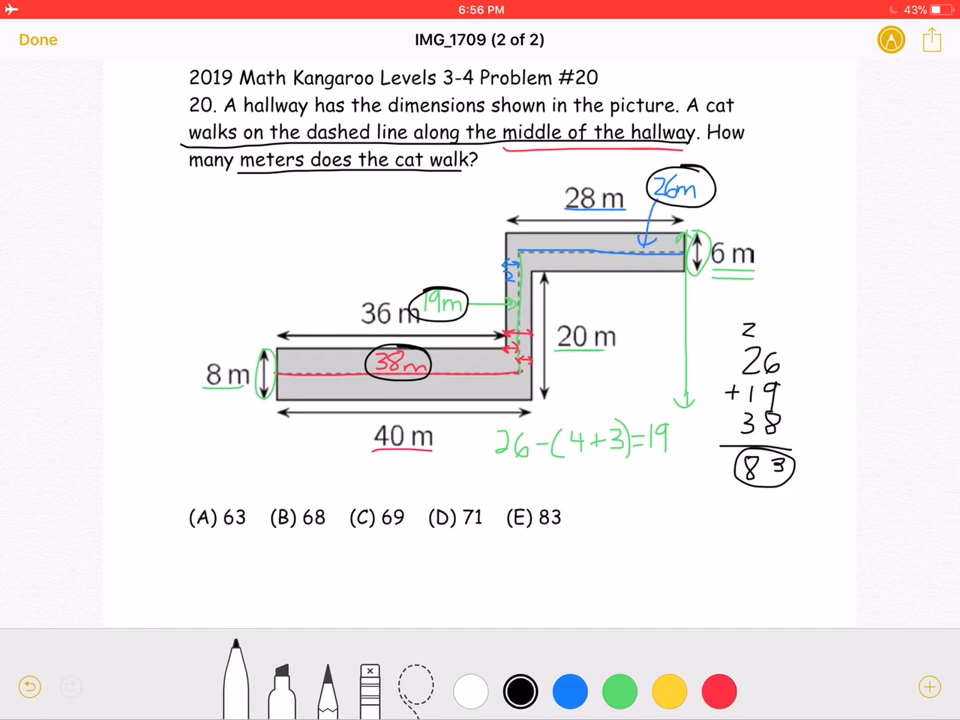 6:56 PM
43%
Done
IMG_1709 (2 of 2)
2019 Math Kangaroo Levels 3-4 Problem #20
20. A hallway has the dimensions shown in the picture. A cat
walks on the dashed line along the middle of the hallway. How
many meters does the cat walk?
28 m
26m
6 m
2
19m
36 m
20 m
38m
8 m
40 m
26-(4+3)=19
2
26
+19
38
83
(A) 63 (B) 68 (C) 69 (D) 71 (E) 83